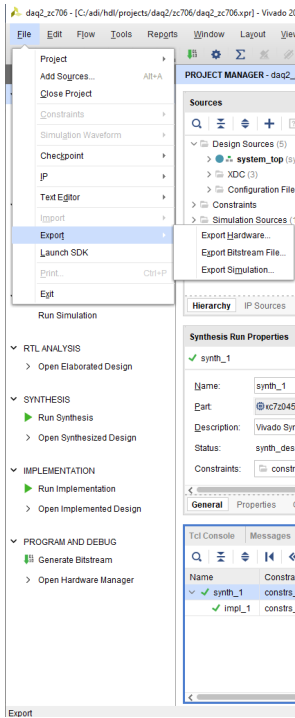 daq2_zc706 - [C:/adi/hdl/projects/daq2/zc706/daq2_zc706.xpr] - Vivado 20
File Edit Flow Tools Reports Window Layout View
Project
Add Sources... Alt+A
Close Project
Constraints
Simulation Waveform
Checkpoint
IP
Text Editor
Import
Export
Launch SDK
Print... Ctrl+P
Exit
Export Hardware...
Export Bitstream File...
Export Simulation...
PROJECT MANAGER - daq2_
Sources
Design Sources (5)
system_top (sy
XDC (3)
Configuration File
Constraints
Simulation Sources (
Hierarchy IP Sources
Run Simulation
RTL ANALYSIS
Open Elaborated Design
SYNTHESIS
Run Synthesis
Open Synthesized Design
IMPLEMENTATION
Run Implementation
Open Implemented Design
PROGRAM AND DEBUG
Generate Bitstream
Open Hardware Manager
Synthesis Run Properties
synth_1
Name: synth_1
Part: xc7z045
Description: Vivado Syn
Status: synth_des
Constraints: constr
General Properties
Tcl Console Messages
Name Constra
synth_1 constrs_
impl_1 constrs_
Export